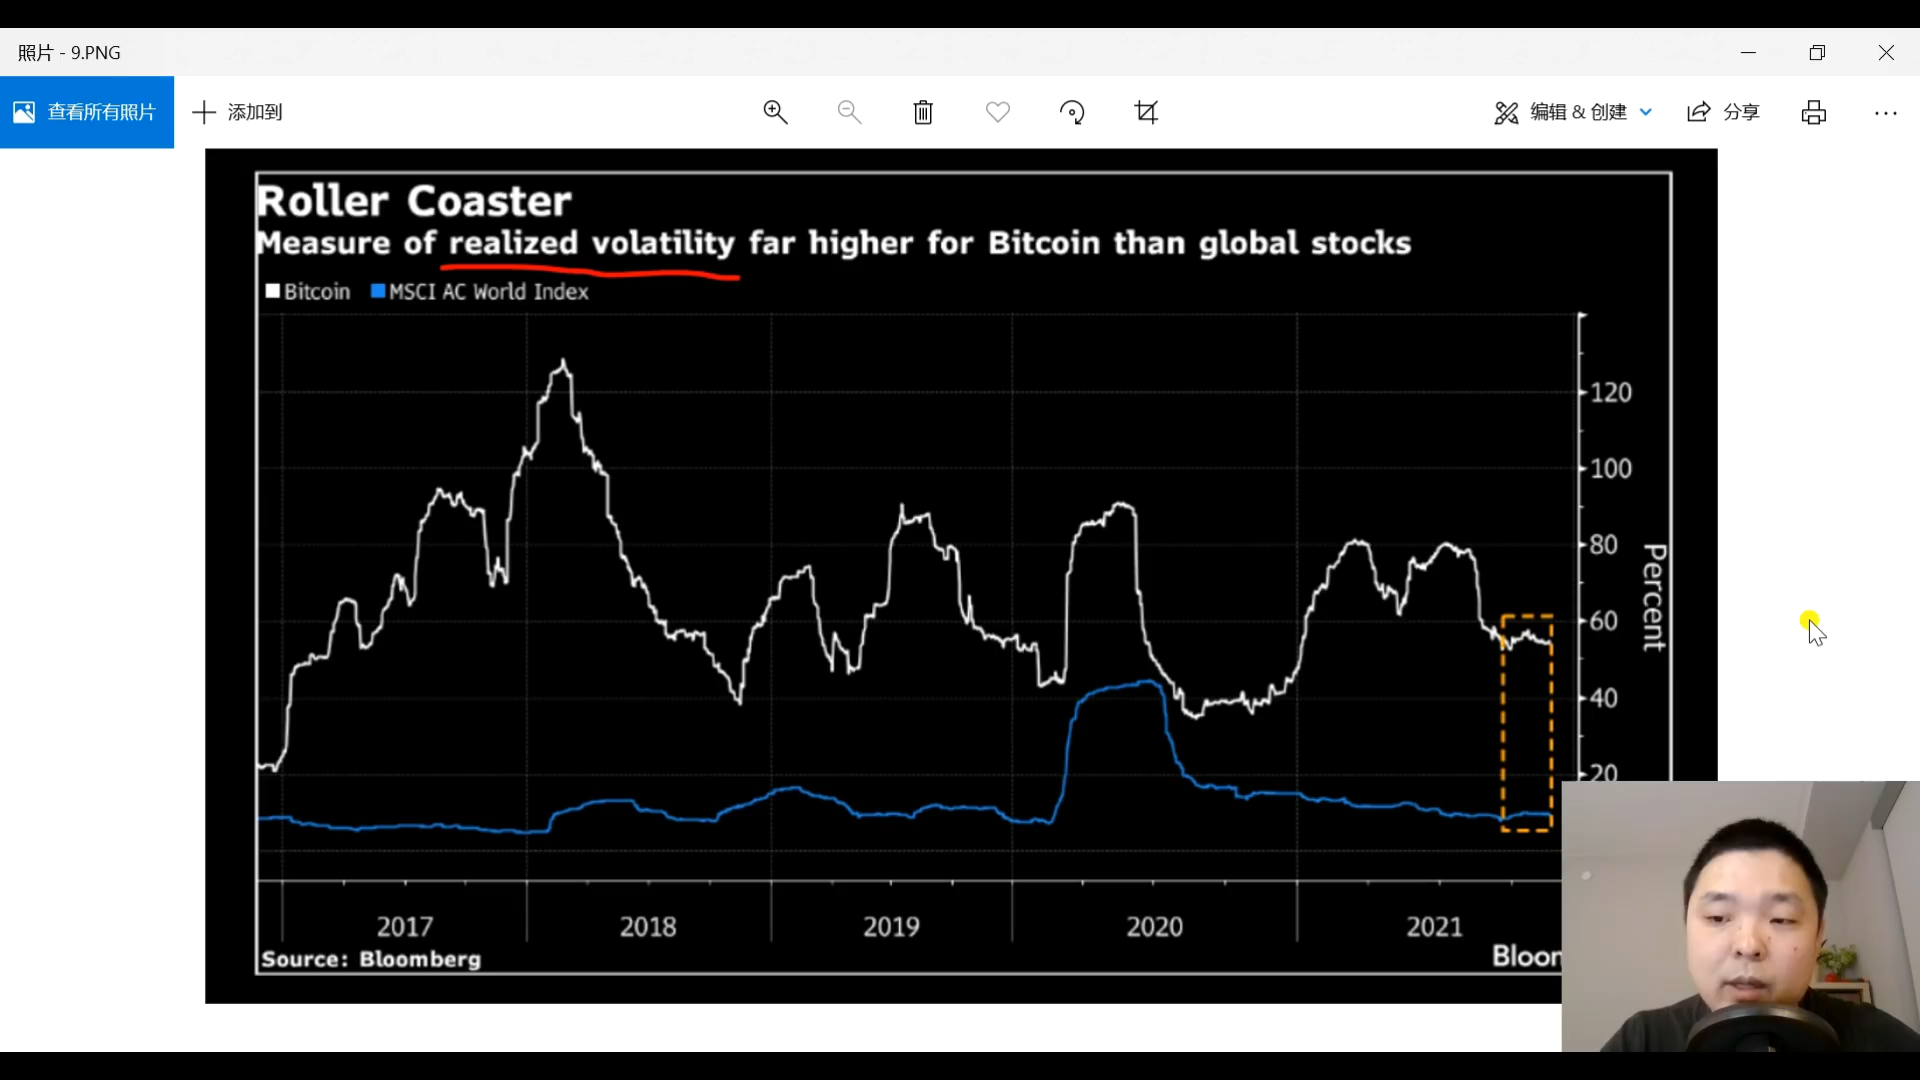 照片 - 9.PNG
查看所有照片
添加到
编辑 & 创建
分享
Roller Coaster
Measure of realized volatility far higher for Bitcoin than global stocks
Bitcoin
MSCI AC World Index
120
100
80
60
40
20
Percent
2017
2018
2019
2020
2021
Source: Bloomberg
Bloom